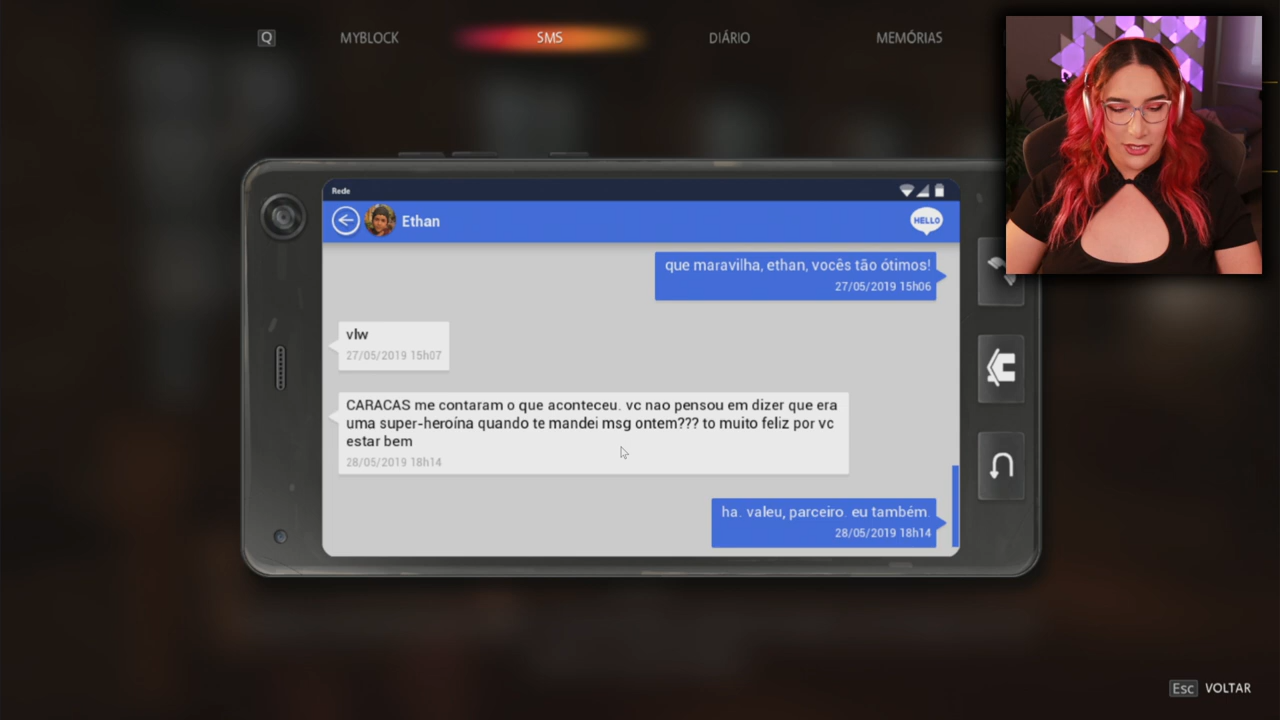 Q MYBLOCK SMS DIÁRIO MEMÓRIAS
Rede
Ethan
HELLO
que maravilha, ethan, vocês tão ótimos!
27/05/2019 15h06
vlw
27/05/2019 15h07
CARACAS me contaram o que aconteceu. vc nao pensou em dizer que era
uma super-heroína quando te mandei msg ontem??? to muito feliz por vc
estar bem
28/05/2019 18h14
ha. valeu, parceiro. eu também.
28/05/2019 18h14
Esc VOLTAR